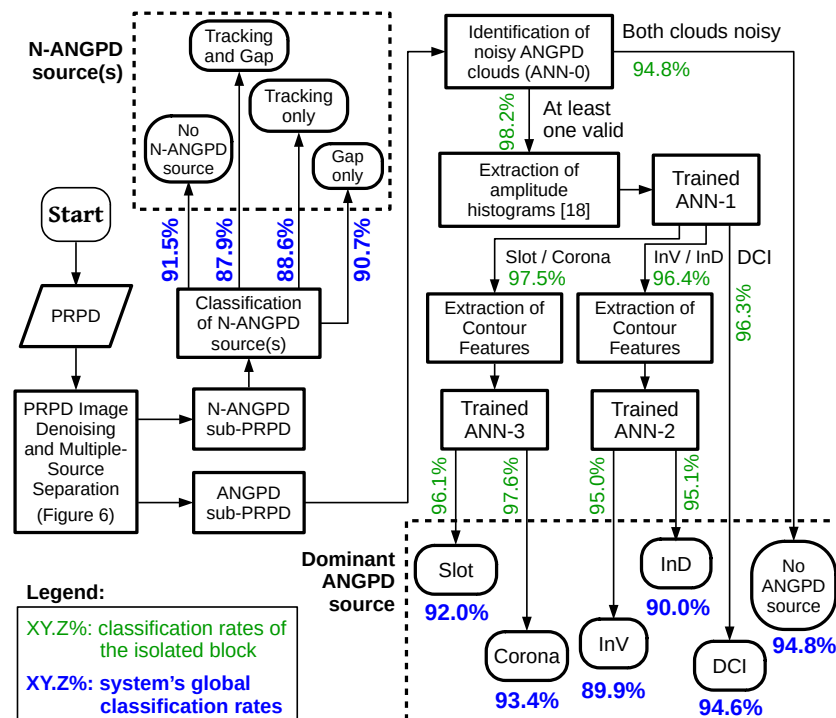 N-ANGPD
source(s)
Tracking
and Gap
Tracking
only
No
N-ANGPD
source
Gap
only
91.5%
87.9%
88.6%
90.7%
Start
PRPD
Classification
of N-ANGPD
source(s)
PRPD Image
Denoising
and Multiple-
Source
Separation
(Figure 6)
N-ANGPD
sub-PRPD
ANGPD
sub-PRPD
Identification of
noisy ANGPD
clouds (ANN-0)
Both clouds noisy
94.8%
98.2%
At least
one valid
Extraction of
amplitude
histograms [18]
Trained
ANN-1
Slot / Corona
97.5%
InV / InD
96.4%
DCI
96.3%
Extraction of
Contour
Features
Extraction of
Contour
Features
Trained
ANN-3
Trained
ANN-2
96.1%
97.6%
95.0%
95.1%
Dominant
ANGPD
source
Slot
92.0%
Corona
93.4%
InV
89.9%
InD
90.0%
DCI
94.6%
No
ANGPD
source
94.8%
Legend:
XY.Z%: classification rates of
the isolated block
XY.Z%: system's global
classification rates